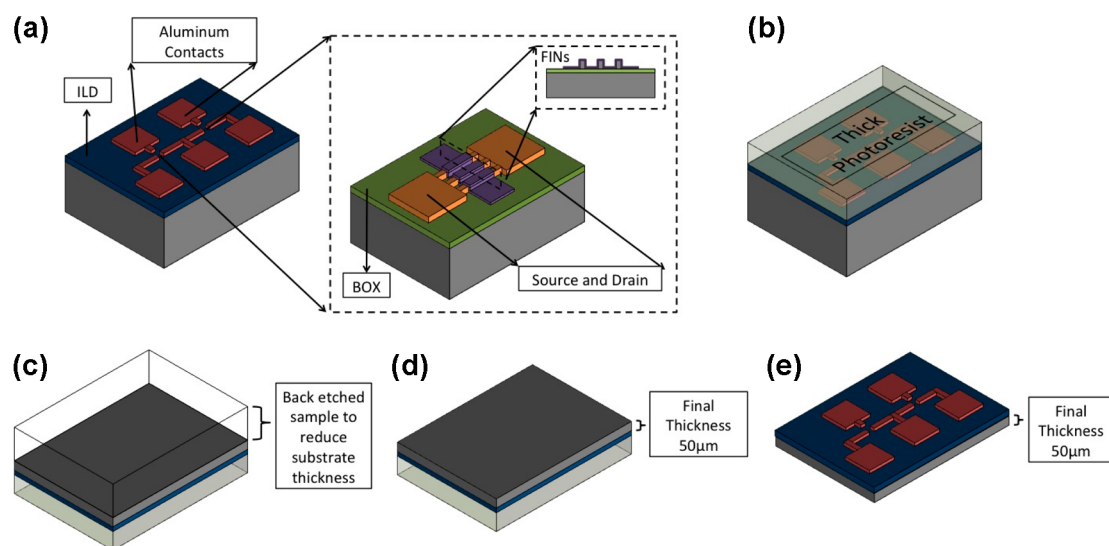 (a)
Aluminum
Contacts
ILD
FINs
BOX
Source and Drain
(b)
Thick
Photoresist
(c)
Back etched
sample to
reduce
substrate
thickness
(d)
Final
Thickness
50µm
(e)
Final
Thickness
50µm